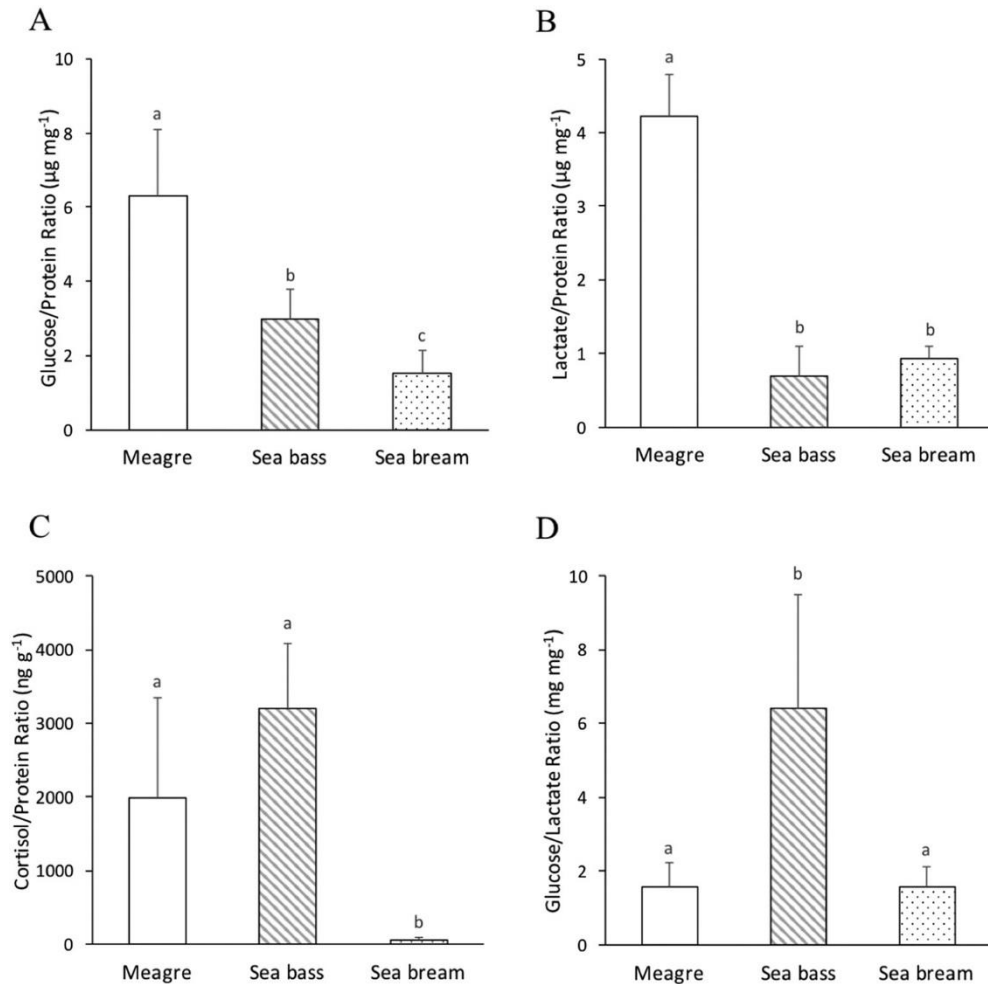 A
Glucose/Protein Ratio (µg mg⁻¹)
10
8
6
4
2
0
a
b
c
Meagre Sea bass Sea bream
B
Lactate/Protein Ratio (µg mg⁻¹)
5
4
3
2
1
0
a
b
b
Meagre Sea bass Sea bream
C
Cortisol/Protein Ratio (ng g⁻¹)
5000
4000
3000
2000
1000
0
a
a
b
Meagre Sea bass Sea bream
D
Glucose/Lactate Ratio (mg mg⁻¹)
10
8
6
4
2
0
a
b
a
Meagre Sea bass Sea bream